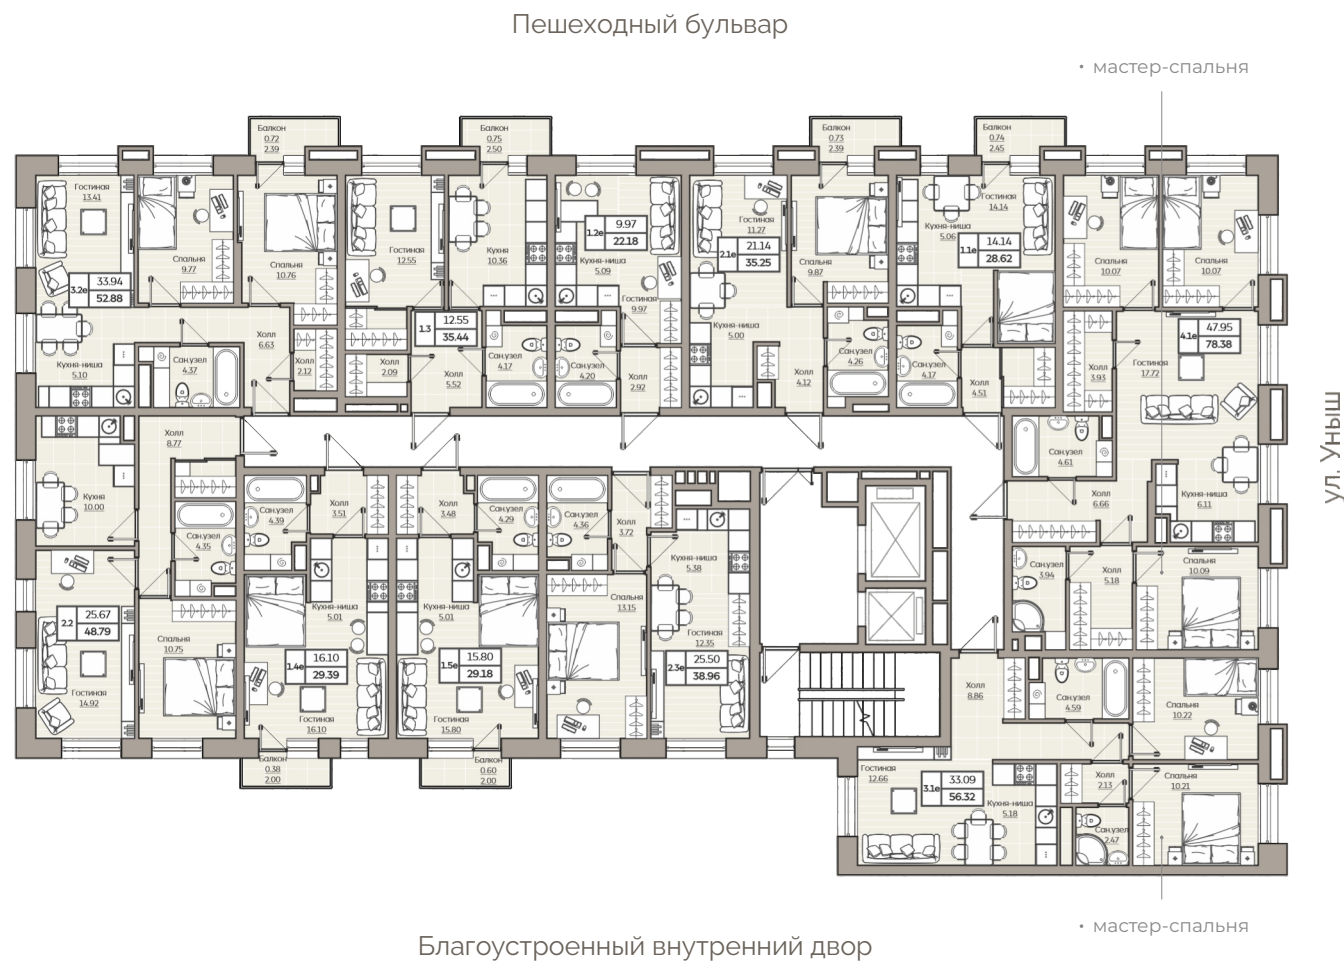 Пешеходный бульвар
• мастер-спальня
Балкон
0.72
2.39
Балкон
0.75
2.50
Балкон
0.73
2.39
Балкон
0.74
2.45
Гостиная
13.41
Спальня
9.77
3.2е
33.94
52.88
Кухня-ниша
5.10
Сан.узел
4.37
Холл
6.63
Спальня
10.76
Холл
2.12
Гостиная
12.55
1.3
12.55
35.44
Холл
2.09
Холл
5.52
Кухня
10.36
Сан.узел
4.17
1.2е
9.97
22.18
Кухня-ниша
5.09
Гостиная
9.97
Сан.узел
4.20
Холл
2.92
Гостиная
11.27
2.1е
21.14
35.25
Кухня-ниша
5.00
Холл
4.12
Спальня
9.87
Сан.узел
4.26
Кухня-ниша
5.06
Гостиная
14.14
1.1е
14.14
28.62
Сан.узел
4.17
Холл
4.51
Спальня
10.07
Спальня
10.07
4.1е
47.95
78.38
Холл
3.93
Гостиная
17.72
Сан.узел
4.61
Холл
6.66
Кухня-ниша
6.11
Сан.узел
3.94
Холл
5.18
Спальня
10.09
ул. Уныш
Холл
8.77
Кухня
10.00
Сан.узел
4.35
2.2
25.67
48.79
Гостиная
14.92
Спальня
10.75
Сан.узел
4.39
Холл
3.51
Кухня-ниша
5.01
1.4е
16.10
29.39
Гостиная
16.10
Балкон
0.38
2.00
Холл
3.48
Сан.узел
4.29
Кухня-ниша
5.01
1.5е
15.80
29.18
Гостиная
15.80
Балкон
0.60
2.00
Сан.узел
4.36
Холл
3.72
Спальня
13.15
Кухня-ниша
5.38
Гостиная
12.35
2.3е
25.50
38.96
Холл
8.86
Сан.узел
4.59
Спальня
10.22
Гостиная
12.66
3.1е
33.09
56.32
Кухня-ниша
5.18
Холл
2.13
Сан.узел
2.47
Спальня
10.21
• мастер-спальня
Благоустроенный внутренний двор